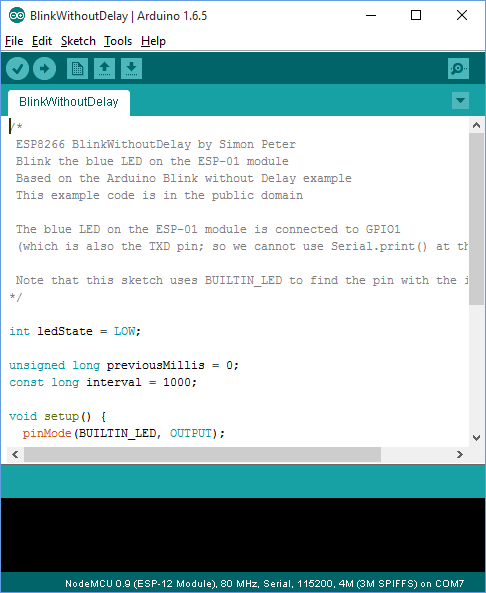 BlinkWithoutDelay | Arduino 1.6.5
File Edit Sketch Tools Help
BlinkWithoutDelay
/*
ESP8266 BlinkWithoutDelay by Simon Peter
Blink the blue LED on the ESP-01 module
Based on the Arduino Blink without Delay example
This example code is in the public domain
The blue LED on the ESP-01 module is connected to GPIO1
(which is also the TXD pin; so we cannot use Serial.print() at th
Note that this sketch uses BUILTIN_LED to find the pin with the i
*/
int ledState = LOW;
unsigned long previousMillis = 0;
const long interval = 1000;
void setup() {
pinMode(BUILTIN_LED, OUTPUT);
NodeMCU 0.9 (ESP-12 Module), 80 MHz, Serial, 115200, 4M (3M SPIFFS) on COM7